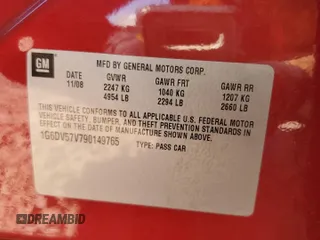 GM
MFD BY GENERAL MOTORS CORP.
DATE GVWR GAWR FRT GAWR RR
11/08 2247 KG 1040 KG 1207 KG
4954 LB 2294 LB 2660 LB
THIS VEHICLE CONFORMS TO ALL APPLICABLE U.S. FEDERAL MOTOR
VEHICLE SAFETY, BUMPER, AND THEFT PREVENTION STANDARDS IN
EFFECT ON THE DATE OF MANUFACTURE SHOWN ABOVE.
1G6DV57V790149765 TYPE: PASS CAR
DREAMBID